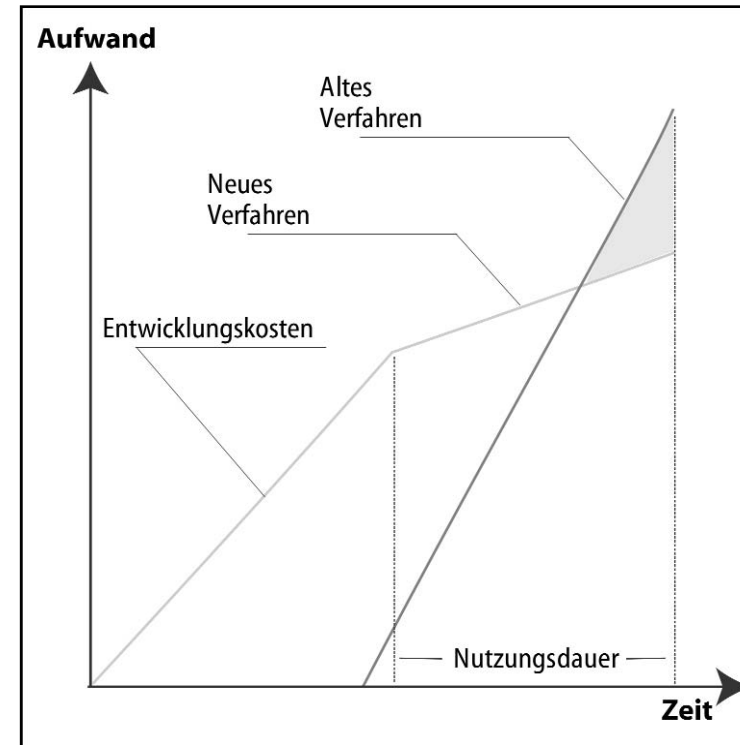 Aufwand
Altes
Verfahren
Neues
Verfahren
Entwicklungskosten
Nutzungsdauer
Zeit